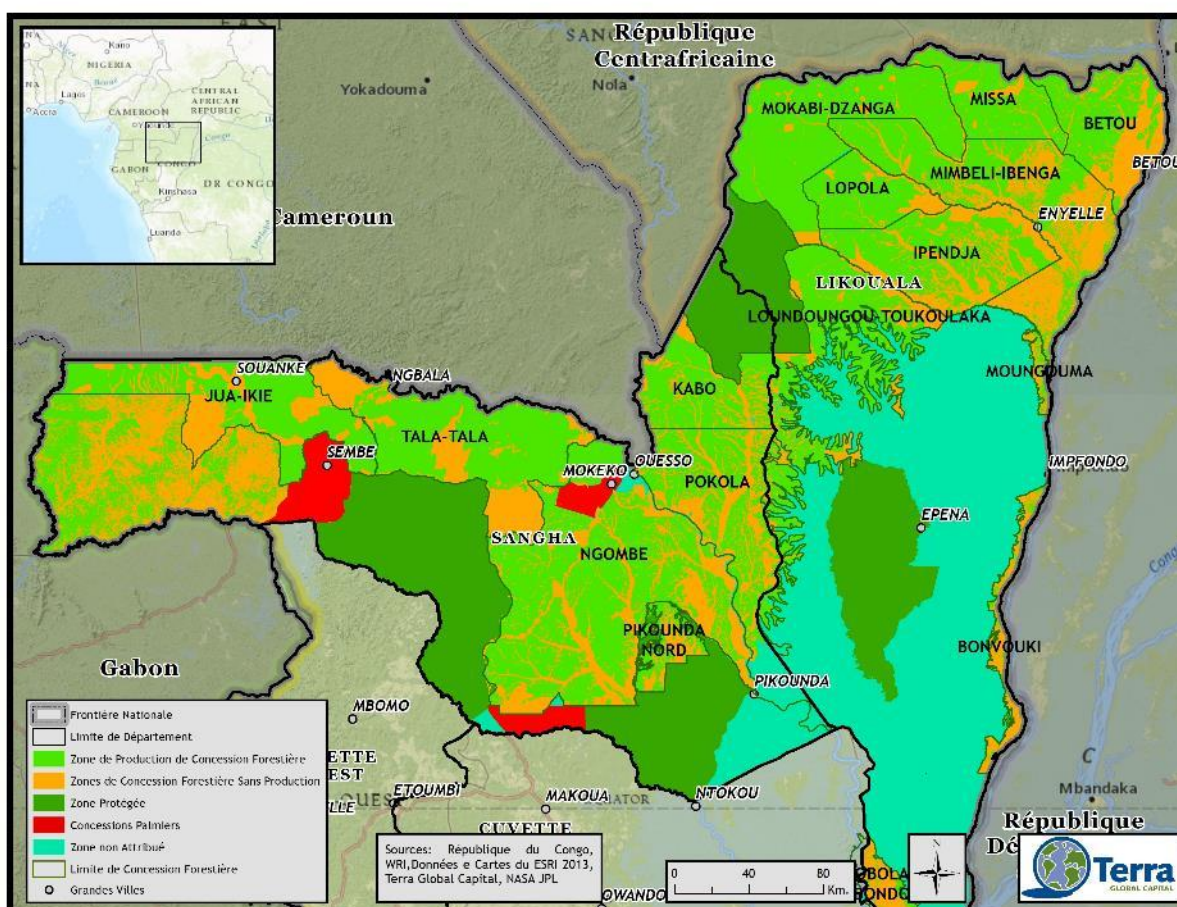 NA
Kano
NIGERIA
Lagos
Accra
CAMEROON
Yaounde
CENTRAL
AFRICAN
REPUBLIC
Congo
GABON
CONGO
DR CONGO
Kinshasa
Luanda
République
Centrafricaine
Yokadouma
Nola
Cameroun
MOKABI-DZANGA
MISSA
BETOU
BETOU
MIMBELI-IBENGA
LOPOLA
ENYELLE
IPENDJA
LIKOUALA
LOUNDOUNGOU-TOUKOULAKA
MOUNGOUMA
SOUANKE
NGBALA
JUA-IKIE
KABO
TALA-TALA
SEMBE
OUESSO
MOKEKO
POKOLA
IMPFONDO
Impfondo
EPENA
SANGHA
NGOMBE
PIKOUNDA
NORD
BONVOUKI
PIKOUNDA
Gabon
MBOMO
ETOUMBI
MAKOUA
NTOKOU
CUVETTE
Mbandaka
République
Frontière Nationale
Limite de Département
Zone de Production de Concession Forestière
Zones de Concession Forestière Sans Production
Zone Protégée
Concessions Palmiers
Zone non Attribué
Limite de Concession Forestière
Grandes Villes
Sources: République du Congo,
WRI,Données e Cartes du ESRI 2013,
Terra Global Capital, NASA JPL
0 40 80
Km.
Terra
GLOBAL CAPITAL